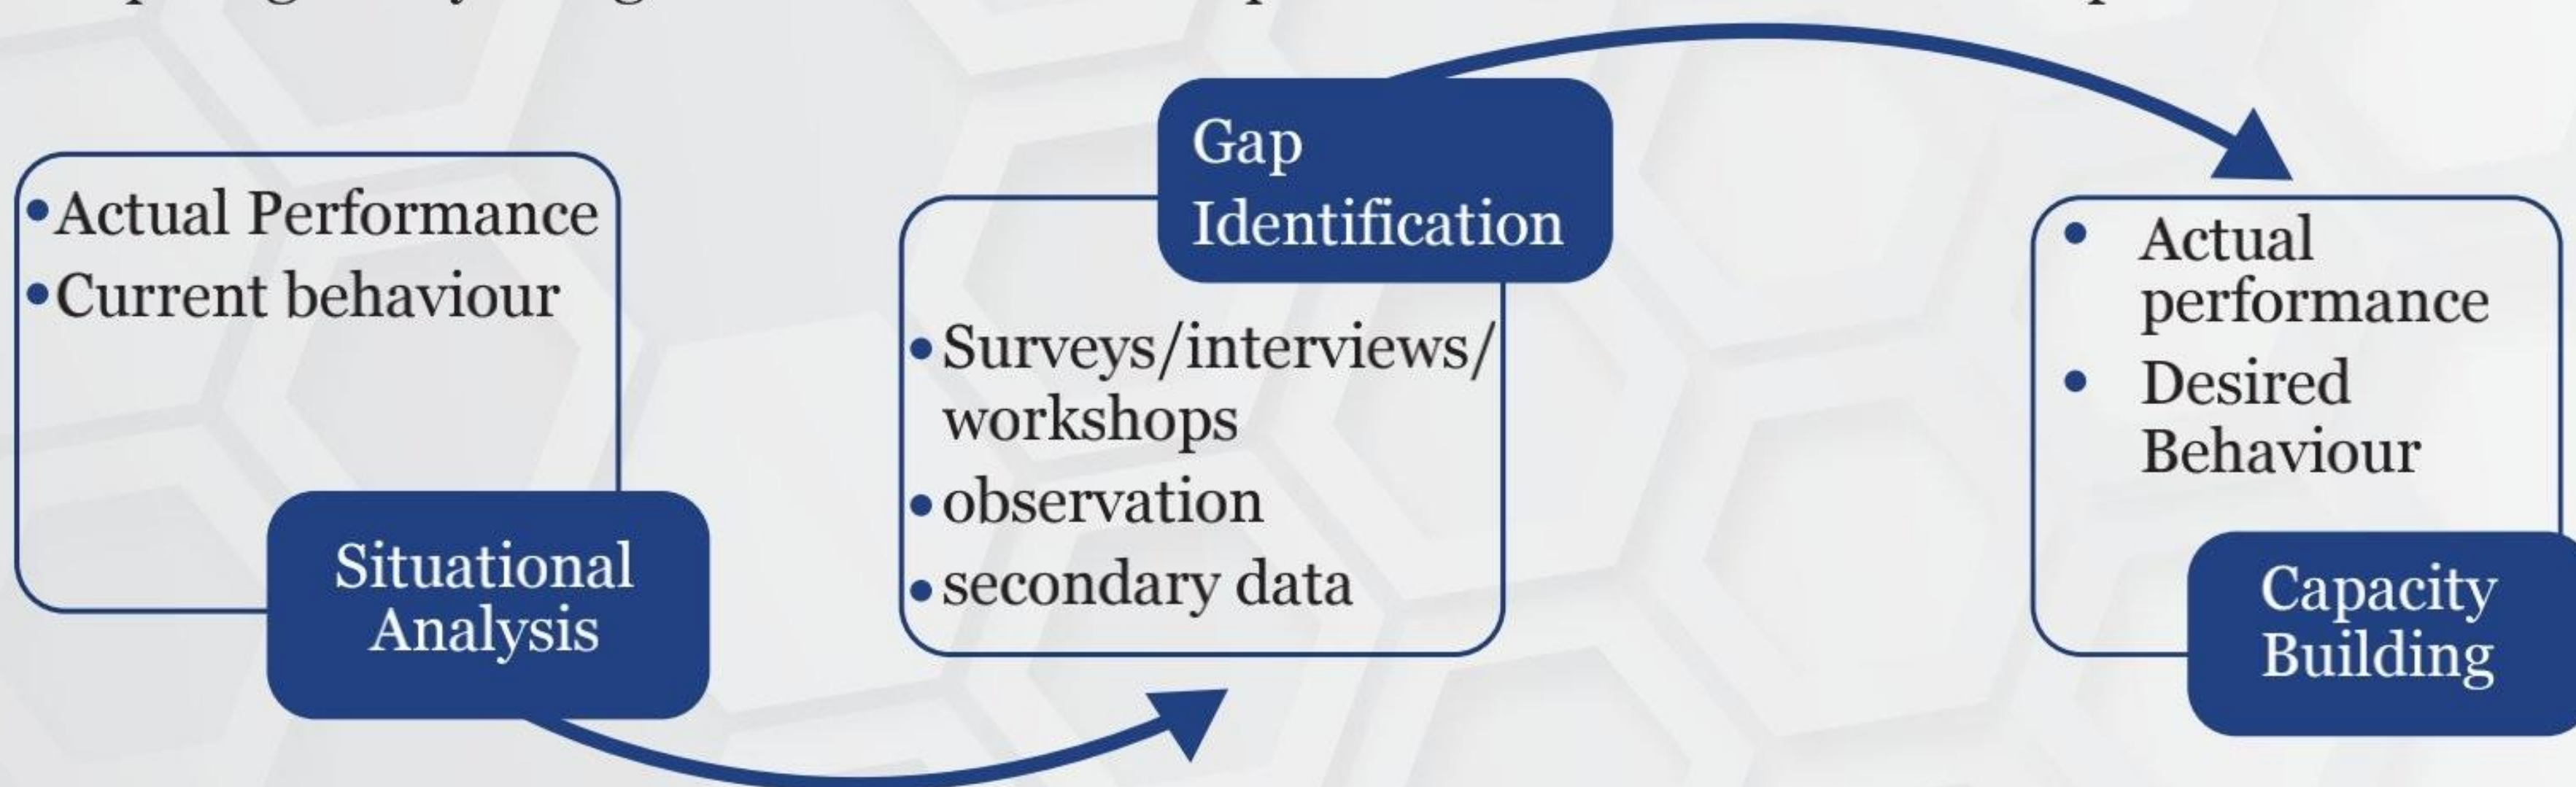 • Actual Performance
• Current behaviour
Situational
Analysis
Gap
Identification
• Surveys/interviews/
workshops
• observation
• secondary data
• Actual
performance
• Desired
Behaviour
Capacity
Building